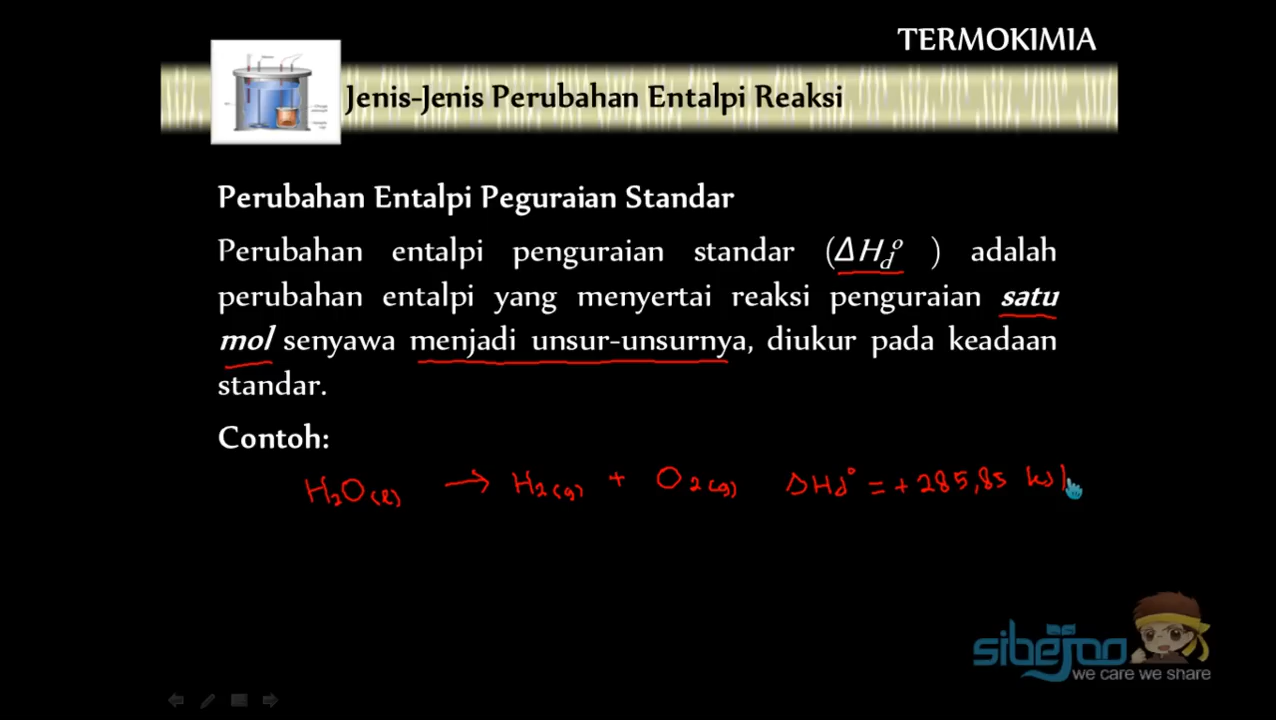 TERMOKIMIA
Jenis-Jenis Perubahan Entalpi Reaksi
Perubahan Entalpi Peguraian Standar
Perubahan entalpi penguraian standar (ΔH°d ) adalah
perubahan entalpi yang menyertai reaksi penguraian satu
mol senyawa menjadi unsur-unsurnya, diukur pada keadaan
standar.
Contoh:
H₂O(l) → H₂(g) + O₂(g) ΔHd° = + 285,85 kJ
sibejoo
we care we share